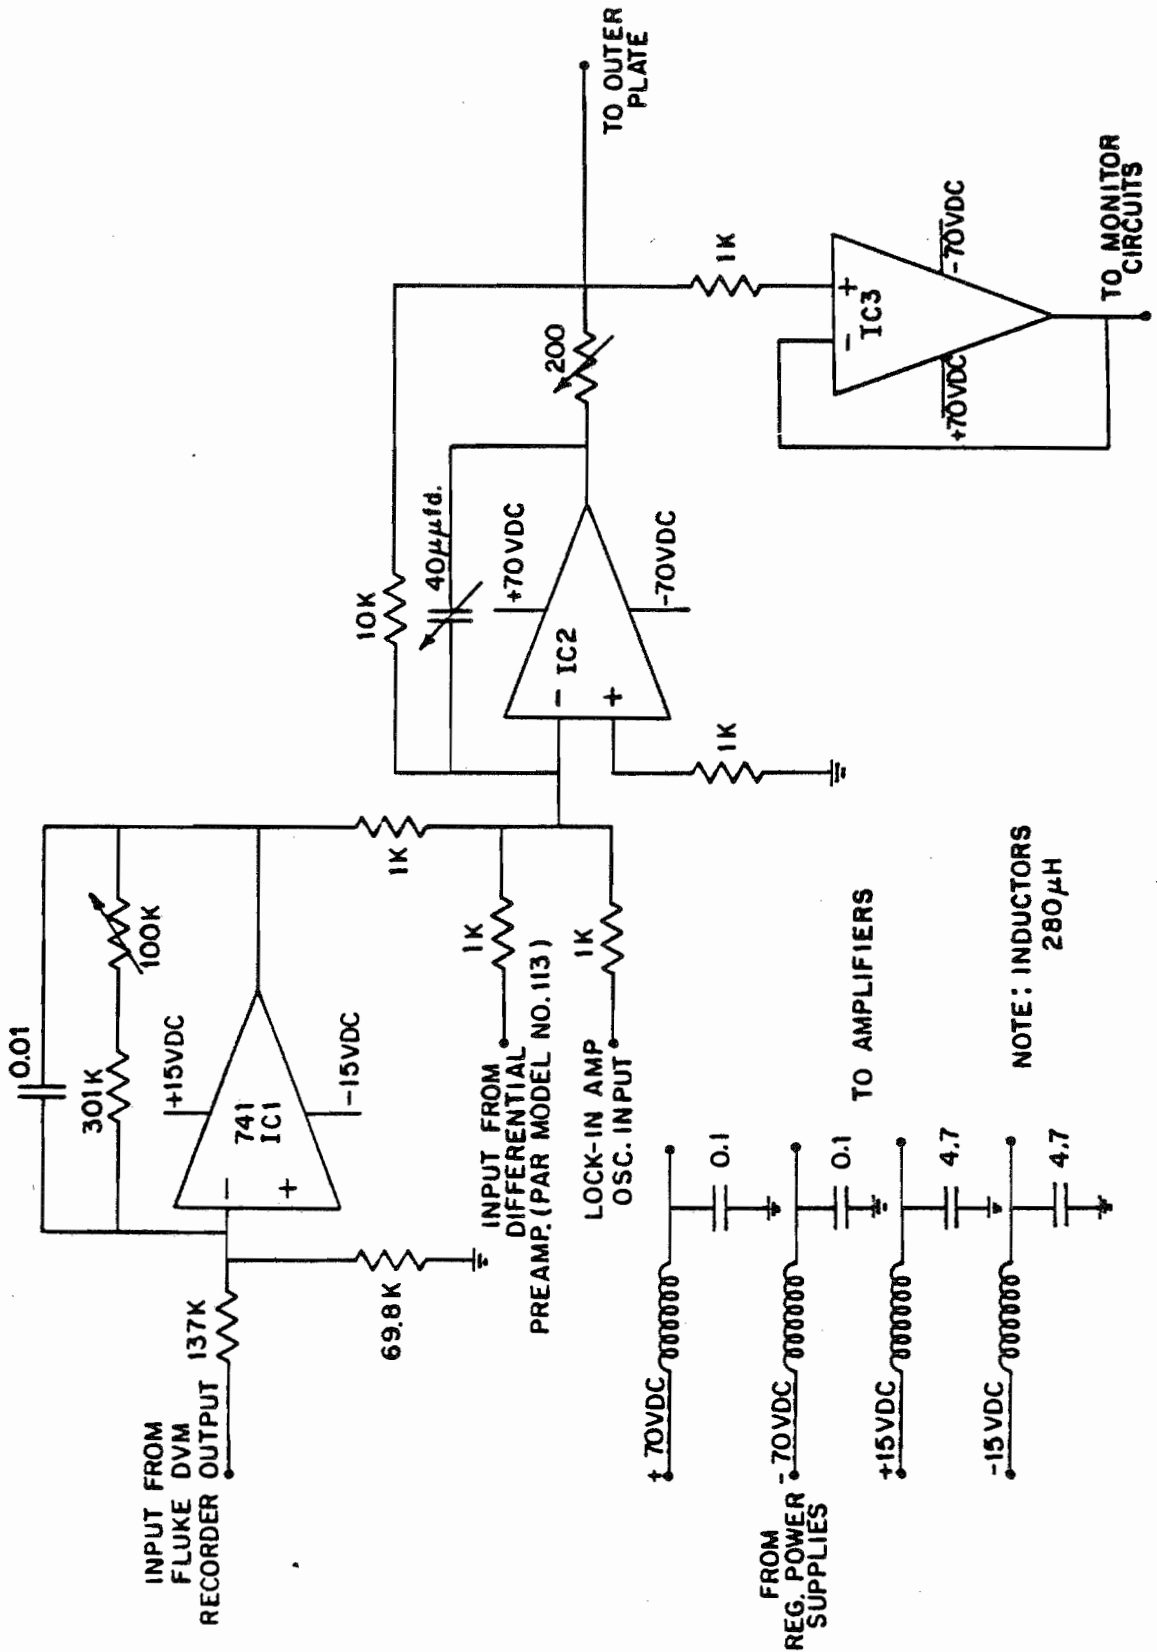 0.01
301K
100K
+15VDC
741
IC1
-
+
-15VDC
INPUT FROM
FLUKE DVM
RECORDER OUTPUT
137K
69.8K
1K
INPUT FROM
DIFFERENTIAL
PREAMP. (PAR MODEL NO. 113)
1K
LOCK-IN AMP
OSC. INPUT
1K
10K
40µµfd.
+70VDC
IC2
-
+
-70VDC
1K
200
TO OUTER
PLATE
1K
-
+
IC3
+70VDC
-70VDC
TO MONITOR
CIRCUITS
FROM
REG. POWER
SUPPLIES
+70VDC
0.1
-70VDC
0.1
+15VDC
4.7
-15VDC
4.7
TO AMPLIFIERS
NOTE: INDUCTORS
280µH